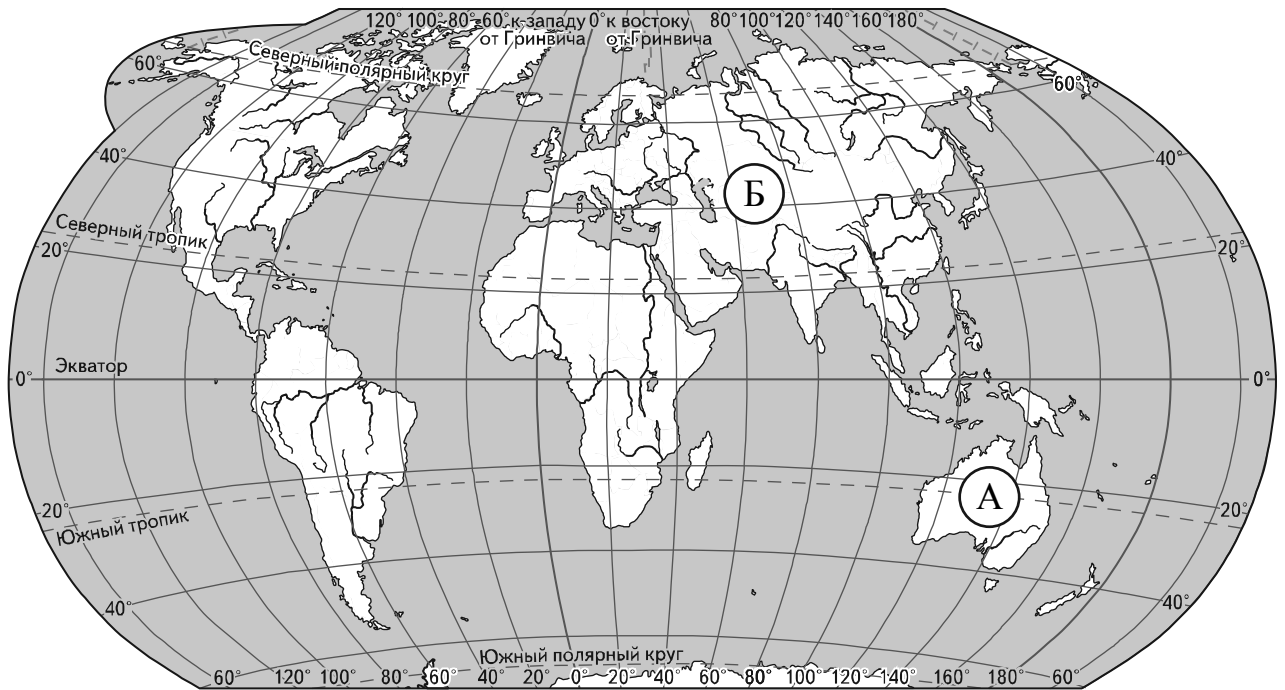 120° 100° 80° 60° к западу 0° к востоку 80° 100° 120° 140° 160° 180°
от Гринвича от Гринвича
Северный полярный круг
60° 60°
40° 40°
Б
Северный тропик
20° 20°
Экватор
0° 0°
А
20° 20°
Южный тропик
40° 40°
Южный полярный круг
60° 120° 100° 80° 60° 40° 20° 0° 20° 40° 60° 80° 100° 120° 140° 60°